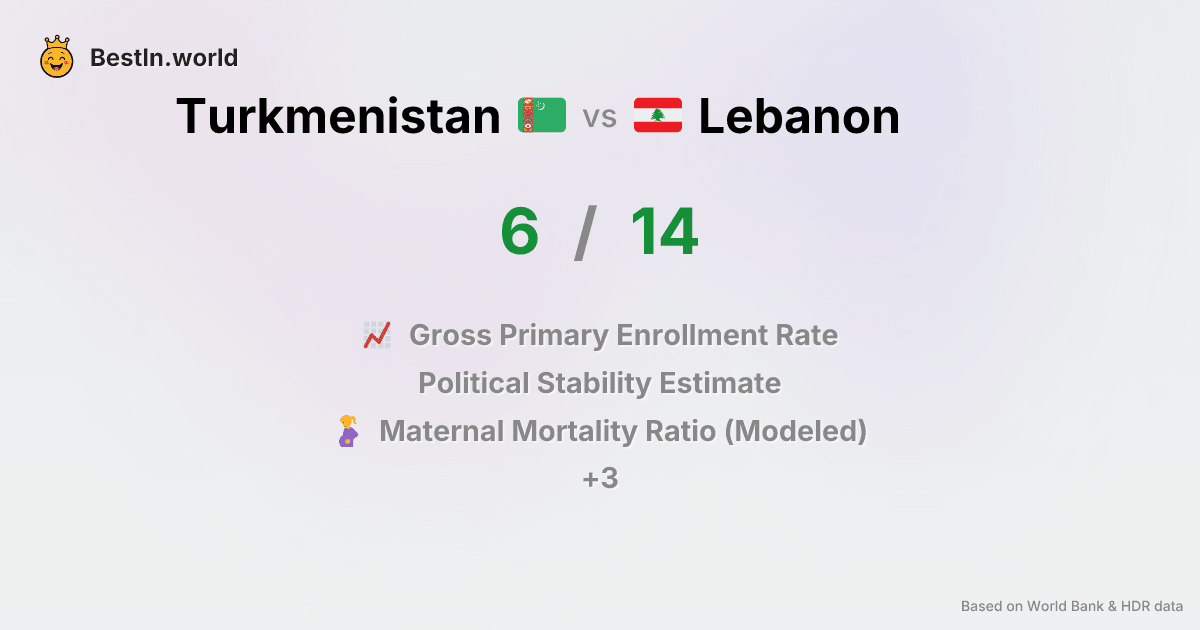 BestIn.world
Turkmenistan vs Lebanon
6 / 14
Gross Primary Enrollment Rate
Political Stability Estimate
Maternal Mortality Ratio (Modeled)
+3
Based on World Bank & HDR data